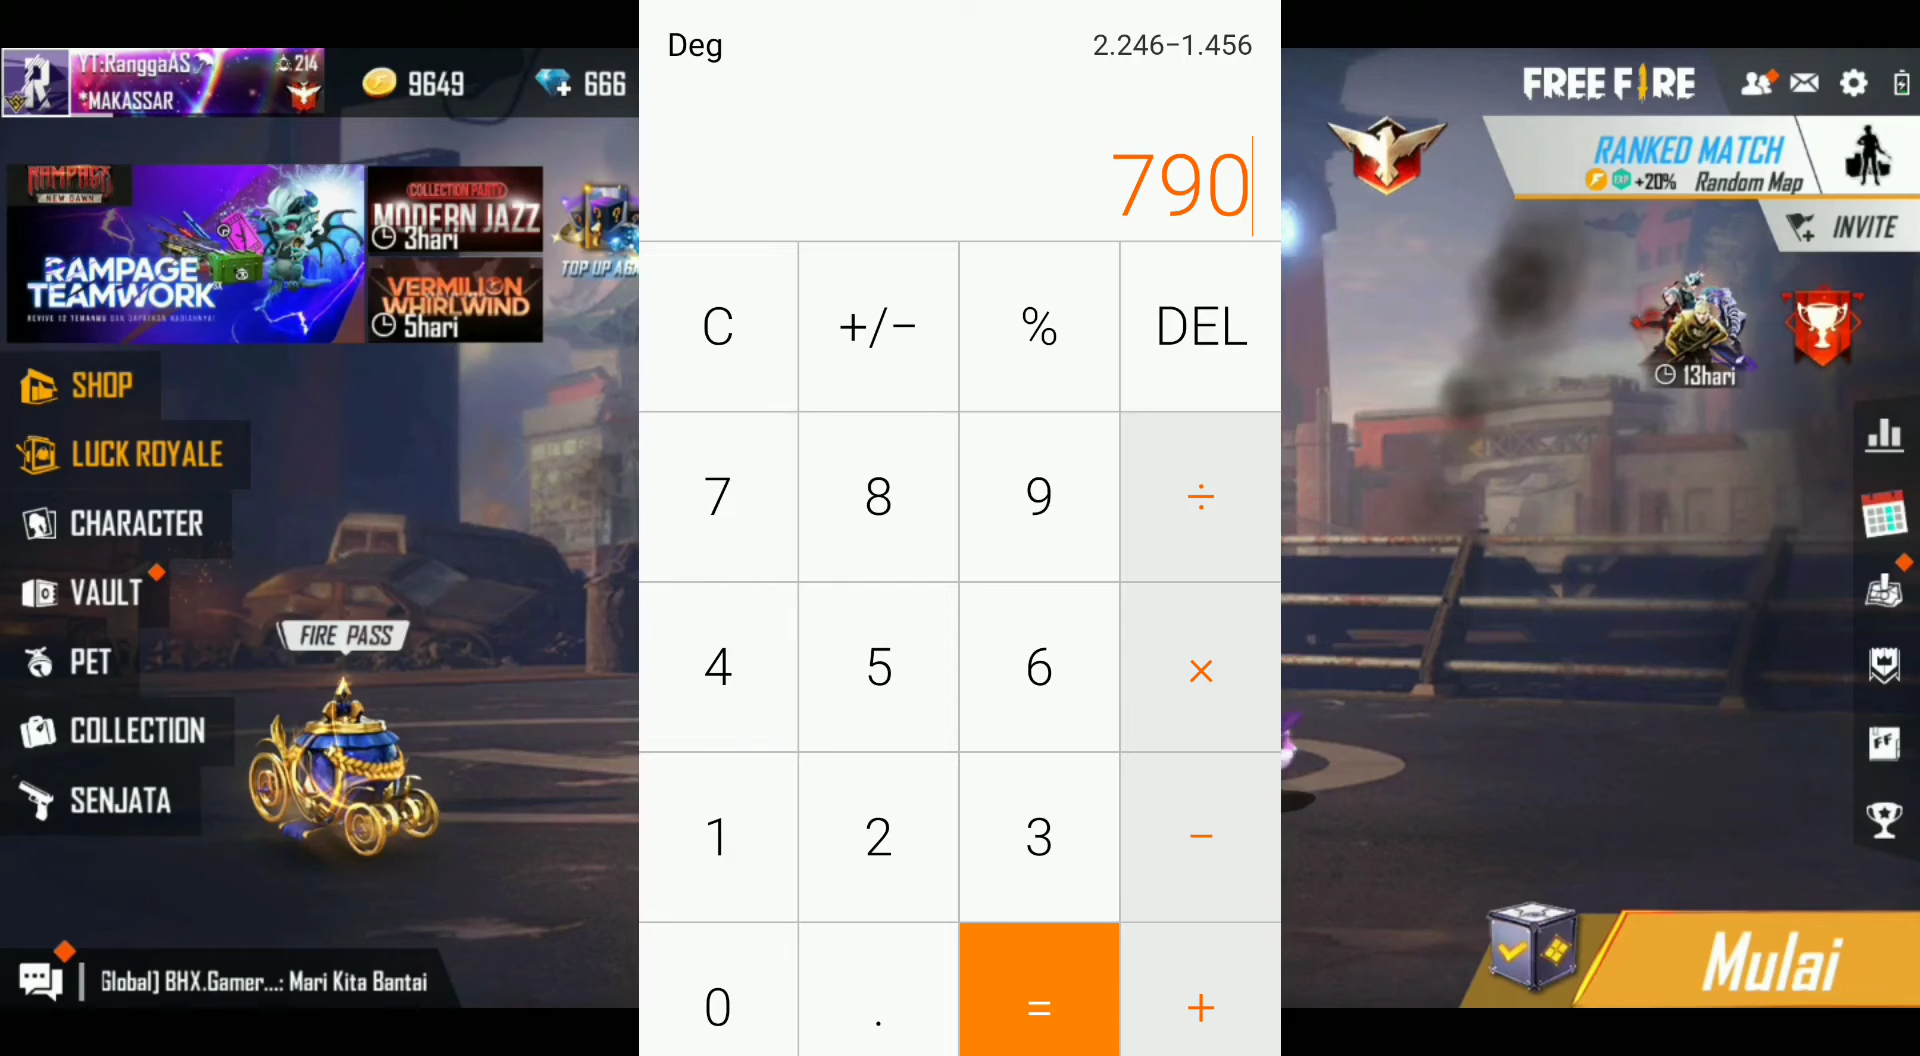 YT:RanggaAS
*MAKASSAR
214
9649
666
RAMPAGE
NEW DAWN
RAMPAGE
TEAMWORK
COLLECTION PARTY
MODERN JAZZ
3hari
VERMILION
WHIRLWIND
5hari
TOP UP
SHOP
LUCK ROYALE
CHARACTER
VAULT
PET
COLLECTION
SENJATA
FIRE PASS
Global] BHX.Gamer...: Mari Kita Bantai
Deg
2.246−1.456
790
C +/− % DEL
7 8 9 ÷
4 5 6 ×
1 2 3 −
0 . = +
FREE FIRE
RANKED MATCH
EXP +20% Random Map
INVITE
13hari
FF
Mulai